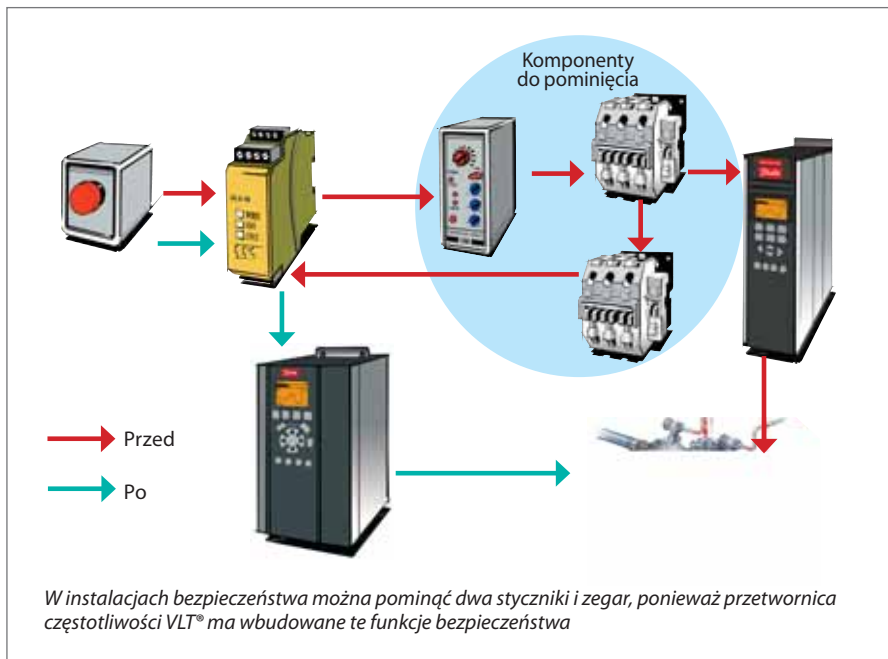 Komponenty
do pominięcia
Przed
Po
W instalacjach bezpieczeństwa można pominąć dwa styczniki i zegar, ponieważ przetwornica
częstotliwości VLT® ma wbudowane te funkcje bezpieczeństwa